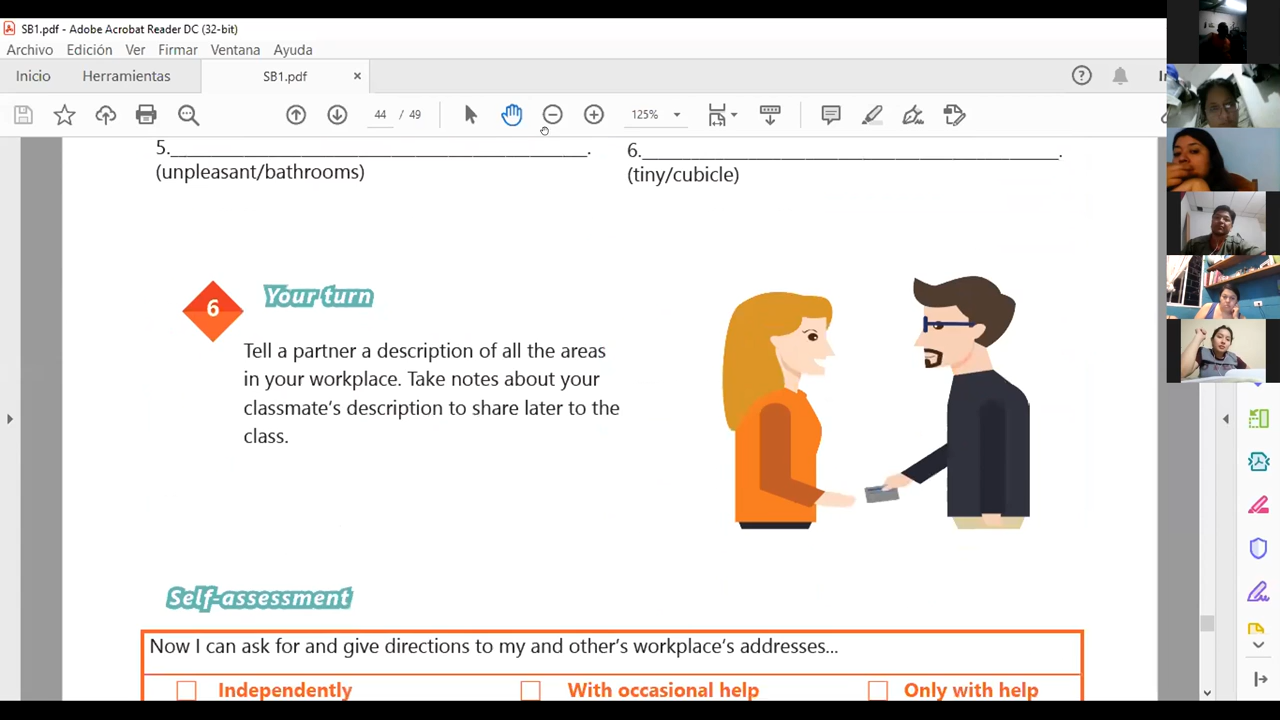 SB1.pdf - Adobe Acrobat Reader DC (32-bit)
Archivo Edición Ver Firmar Ventana Ayuda
Inicio Herramientas SB1.pdf ×
44 / 49 125%
5.______________________________________________.
(unpleasant/bathrooms)
6.______________________________________________.
(tiny/cubicle)
6 Your turn
Tell a partner a description of all the areas
in your workplace. Take notes about your
classmate's description to share later to the
class.
Self-assessment
Now I can ask for and give directions to my and other's workplace's addresses...
Independently With occasional help Only with help